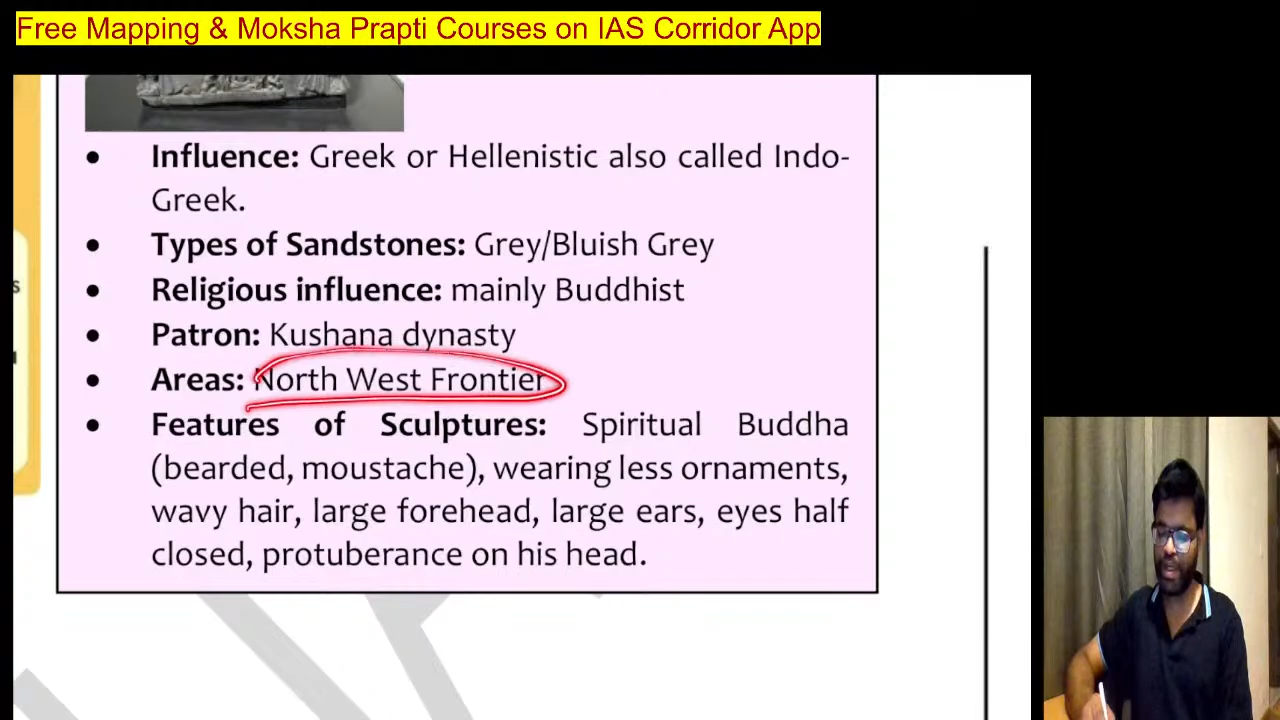 Free Mapping & Moksha Prapti Courses on IAS Corridor App
• Influence: Greek or Hellenistic also called Indo-
Greek.
• Types of Sandstones: Grey/Bluish Grey
• Religious influence: mainly Buddhist
• Patron: Kushana dynasty
• Areas: North West Frontier
• Features of Sculptures: Spiritual Buddha
(bearded, moustache), wearing less ornaments,
wavy hair, large forehead, large ears, eyes half
closed, protuberance on his head.